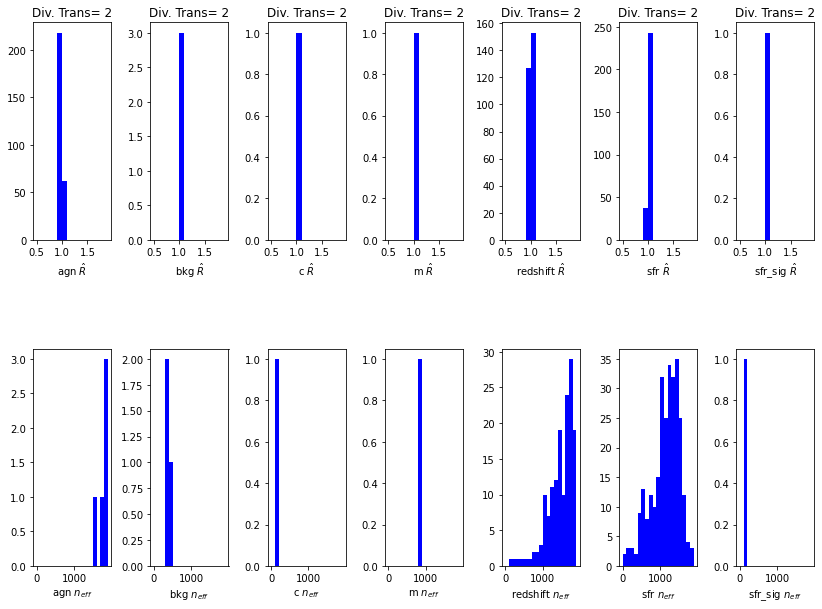 Div. Trans= 2 Div. Trans= 2 Div. Trans= 2 Div. Trans= 2 Div. Trans= 2 Div. Trans= 2 Div. Trans= 2
200 150 100 50 0
3.0 2.5 2.0 1.5 1.0 0.5 0.0
1.0 0.8 0.6 0.4 0.2 0.0
1.0 0.8 0.6 0.4 0.2 0.0
160 140 120 100 80 60 40 20 0
250 200 150 100 50 0
1.0 0.8 0.6 0.4 0.2 0.0
0.5 1.0 1.5 0.5 1.0 1.5 0.5 1.0 1.5 0.5 1.0 1.5 0.5 1.0 1.5 0.5 1.0 1.5 0.5 1.0 1.5
agn R̂ bkg R̂ c R̂ m R̂ redshift R̂ sfr R̂ sfr_sig R̂
3.0 2.5 2.0 1.5 1.0 0.5 0.0
2.00 1.75 1.50 1.25 1.00 0.75 0.50 0.25 0.00
1.0 0.8 0.6 0.4 0.2 0.0
1.0 0.8 0.6 0.4 0.2 0.0
30 25 20 15 10 5 0
35 30 25 20 15 10 5 0
1.0 0.8 0.6 0.4 0.2 0.0
0 1000 0 1000 0 1000 0 1000 0 1000 0 1000 0 1000
agn n_eff bkg n_eff c n_eff m n_eff redshift n_eff sfr n_eff sfr_sig n_eff